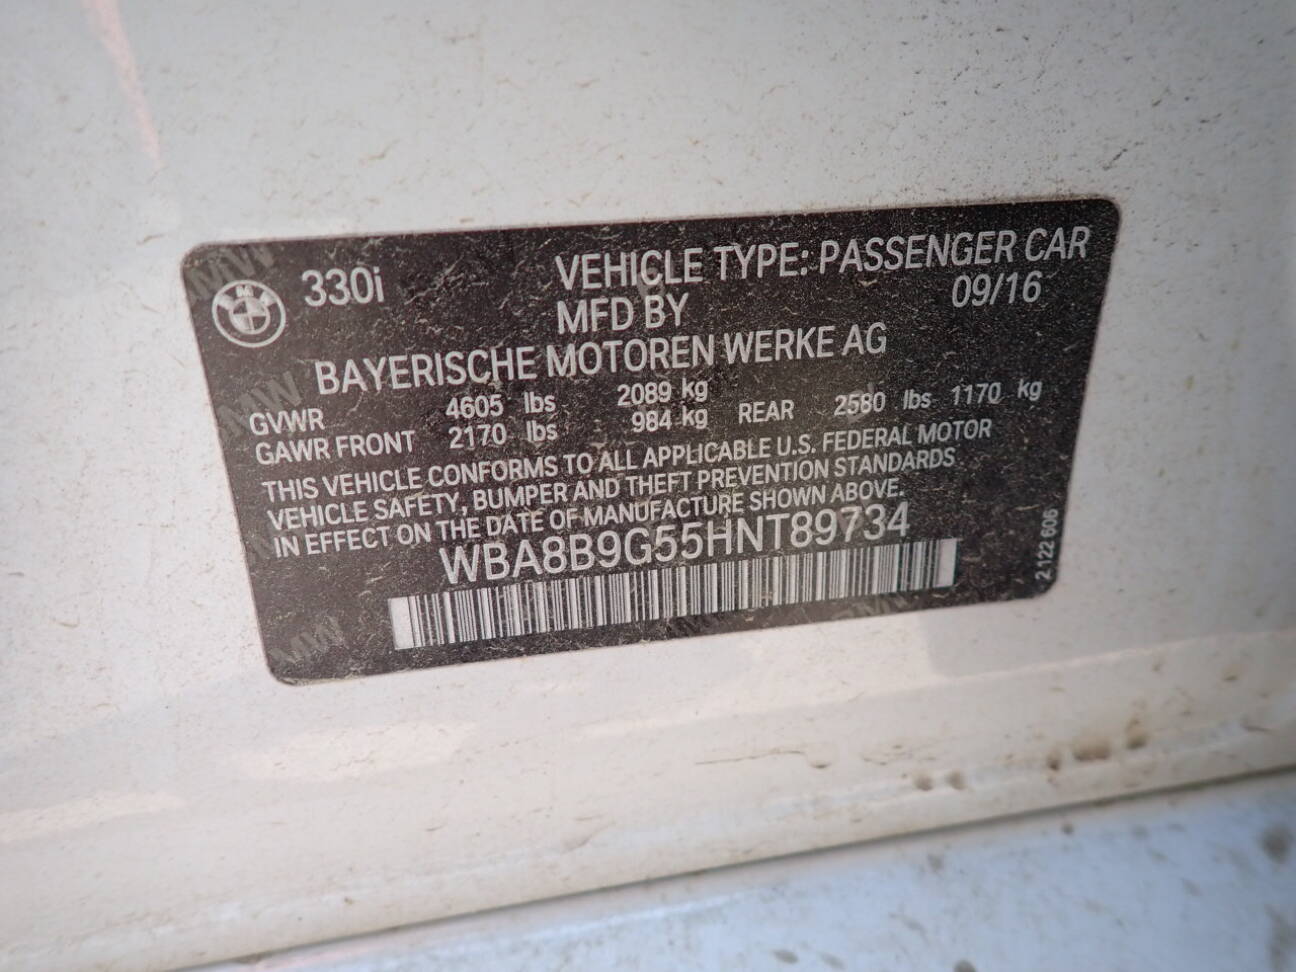 330i VEHICLE TYPE: PASSENGER CAR
MFD BY 09/16
BAYERISCHE MOTOREN WERKE AG
GVWR 4605 lbs 2089 kg
GAWR FRONT 2170 lbs 984 kg REAR 2580 lbs 1170 kg
THIS VEHICLE CONFORMS TO ALL APPLICABLE U.S. FEDERAL MOTOR
VEHICLE SAFETY, BUMPER AND THEFT PREVENTION STANDARDS
IN EFFECT ON THE DATE OF MANUFACTURE SHOWN ABOVE.
WBA8B9G55HNT89734
2 122 606